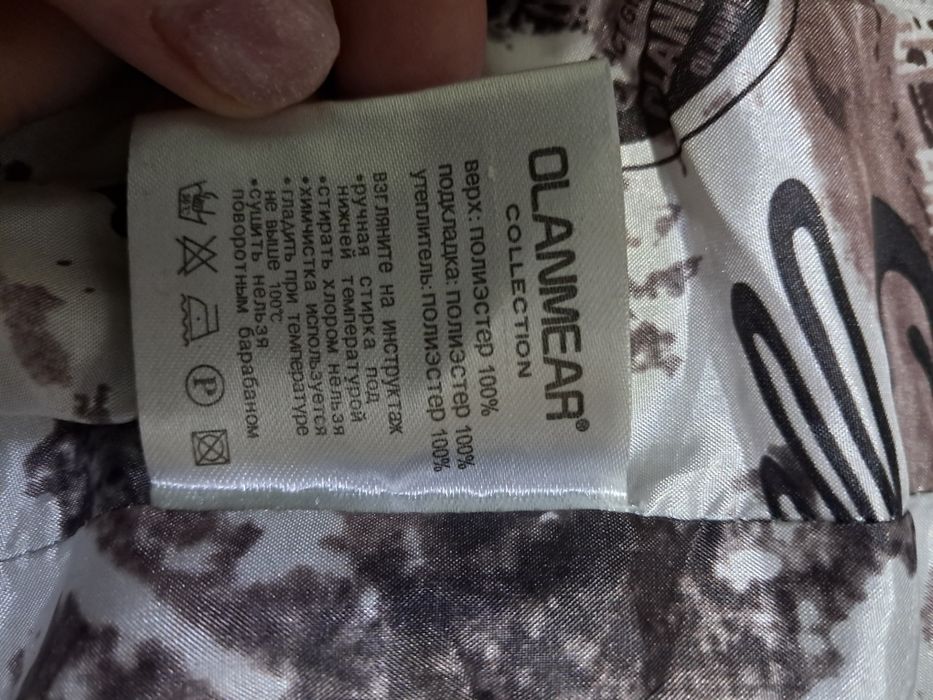 OLANMEAR®
COLLECTION
верх: полиэстер 100%
подкладка: полиэстер 100%
утеплитель: полиэстер 100%
взгляните на инструктаж
•ручная стирка под
нижней температурой
•стирать хлором нельзя
•химчистка используется
•гладить при температуре
не выше 100°C
•сушить нельзя
поворотным барабаном
P